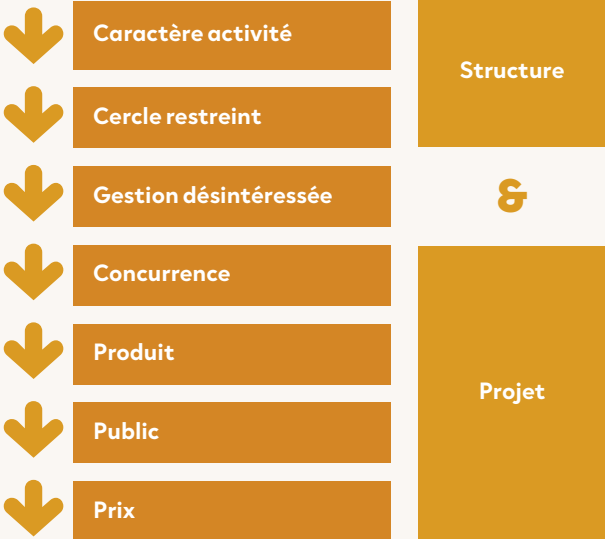 Caractère activité
Cercle restreint
Gestion désintéressée
Concurrence
Produit
Public
Prix
Structure
&
Projet